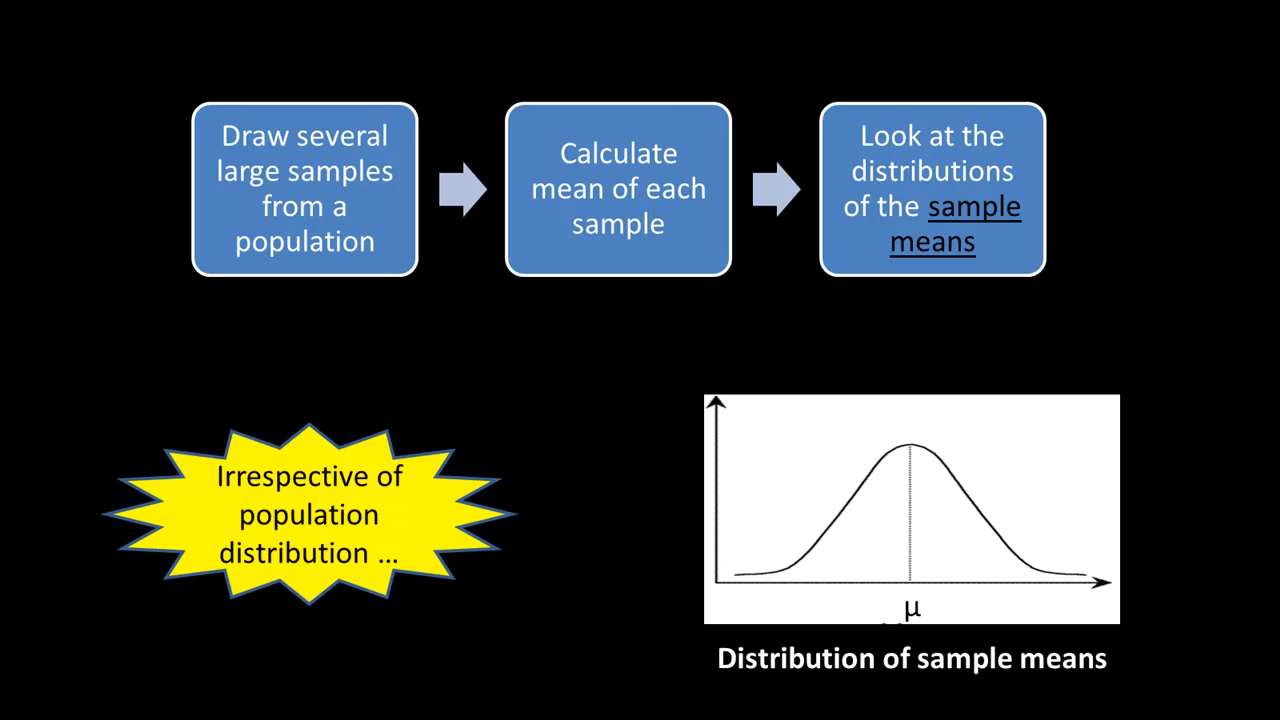 Draw several
large samples
from a
population
Calculate
mean of each
sample
Look at the
distributions
of the sample
means
Irrespective of
population
distribution ...
μ
Distribution of sample means